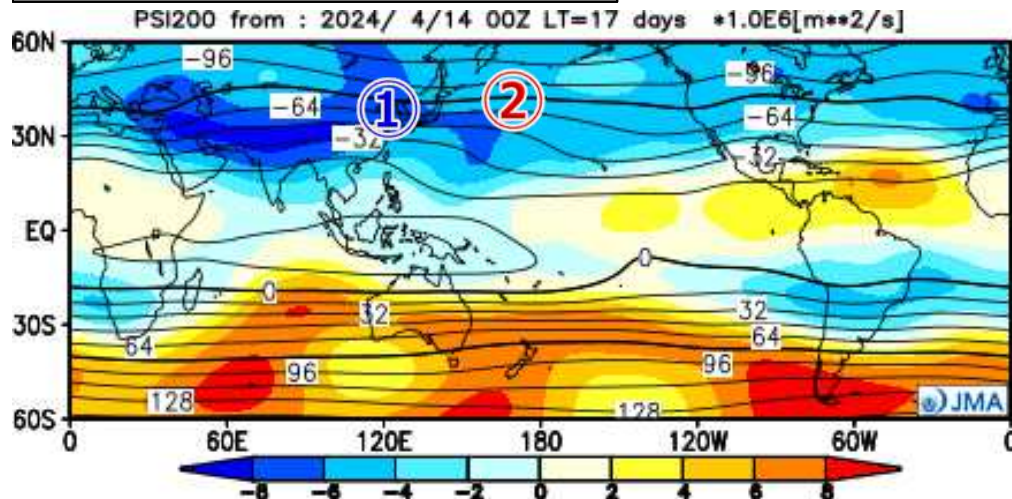 PSI200 from : 2024/ 4/14 00Z LT=17 days *1.0E6[m**2/s]
60N
-96
-96
① ②
-64
-64
30N
-32
-32
EQ
0
0
32
32
30S
64
64
96
96
128
128
JMA
60S
0 60E 120E 180 120W 60W 0
-8 -6 -4 -2 0 2 4 6 8